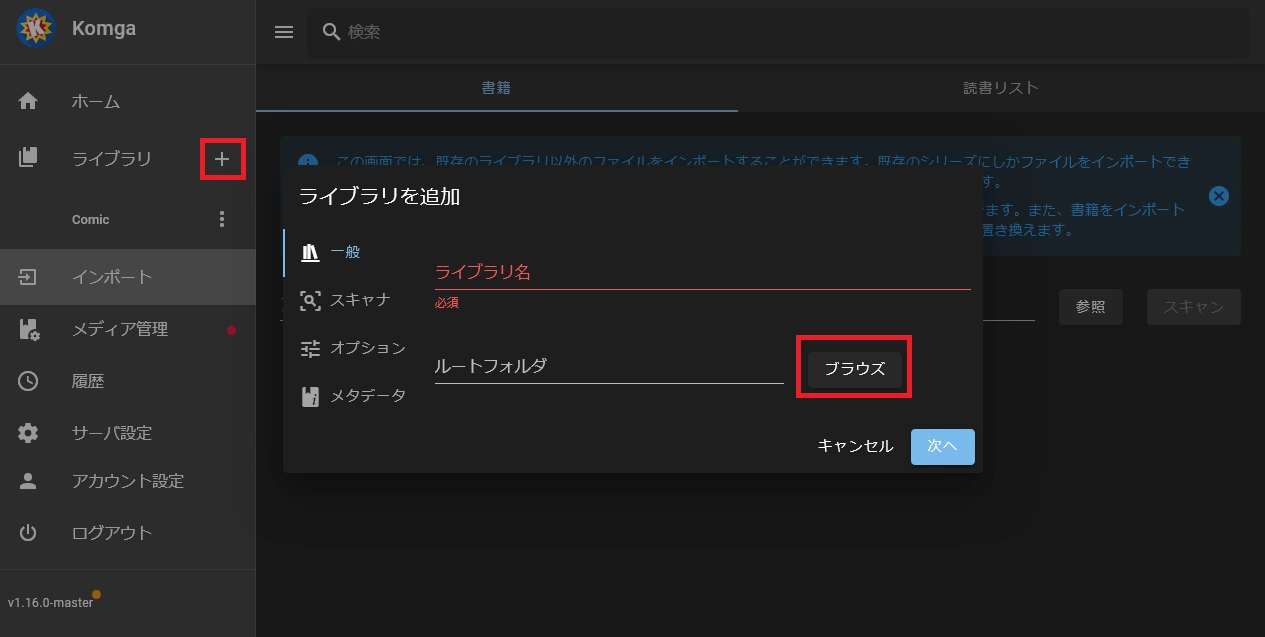 Komga
検索
ホーム
ライブラリ
Comic
インポート
メディア管理
履歴
サーバ設定
アカウント設定
ログアウト
v1.16.0-master
書籍
読書リスト
この画面では、既存のライブラリ以外のファイルをインポートすることができます。既存のシリーズにしかファイルをインポートでき
す。
ます。また、書籍をインポート
置き換えます。
参照
スキャン
ライブラリを追加
一般
スキャナ
オプション
メタデータ
ライブラリ名
必須
ルートフォルダ
ブラウズ
キャンセル
次へ